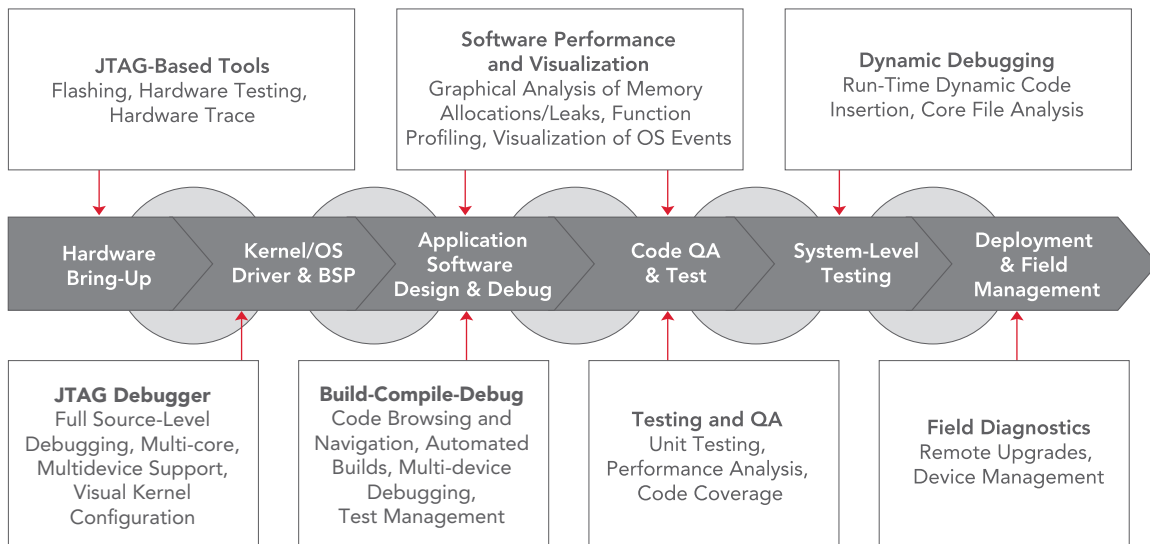 JTAG-Based Tools
Flashing, Hardware Testing,
Hardware Trace
Software Performance
and Visualization
Graphical Analysis of Memory
Allocations/Leaks, Function
Profiling, Visualization of OS Events
Dynamic Debugging
Run-Time Dynamic Code
Insertion, Core File Analysis
Hardware
Bring-Up
Kernel/OS
Driver & BSP
Application
Software
Design & Debug
Code QA
& Test
System-Level
Testing
Deployment
& Field
Management
JTAG Debugger
Full Source-Level
Debugging, Multi-core,
Multidevice Support,
Visual Kernel
Configuration
Build-Compile-Debug
Code Browsing and
Navigation, Automated
Builds, Multi-device
Debugging,
Test Management
Testing and QA
Unit Testing,
Performance Analysis,
Code Coverage
Field Diagnostics
Remote Upgrades,
Device Management